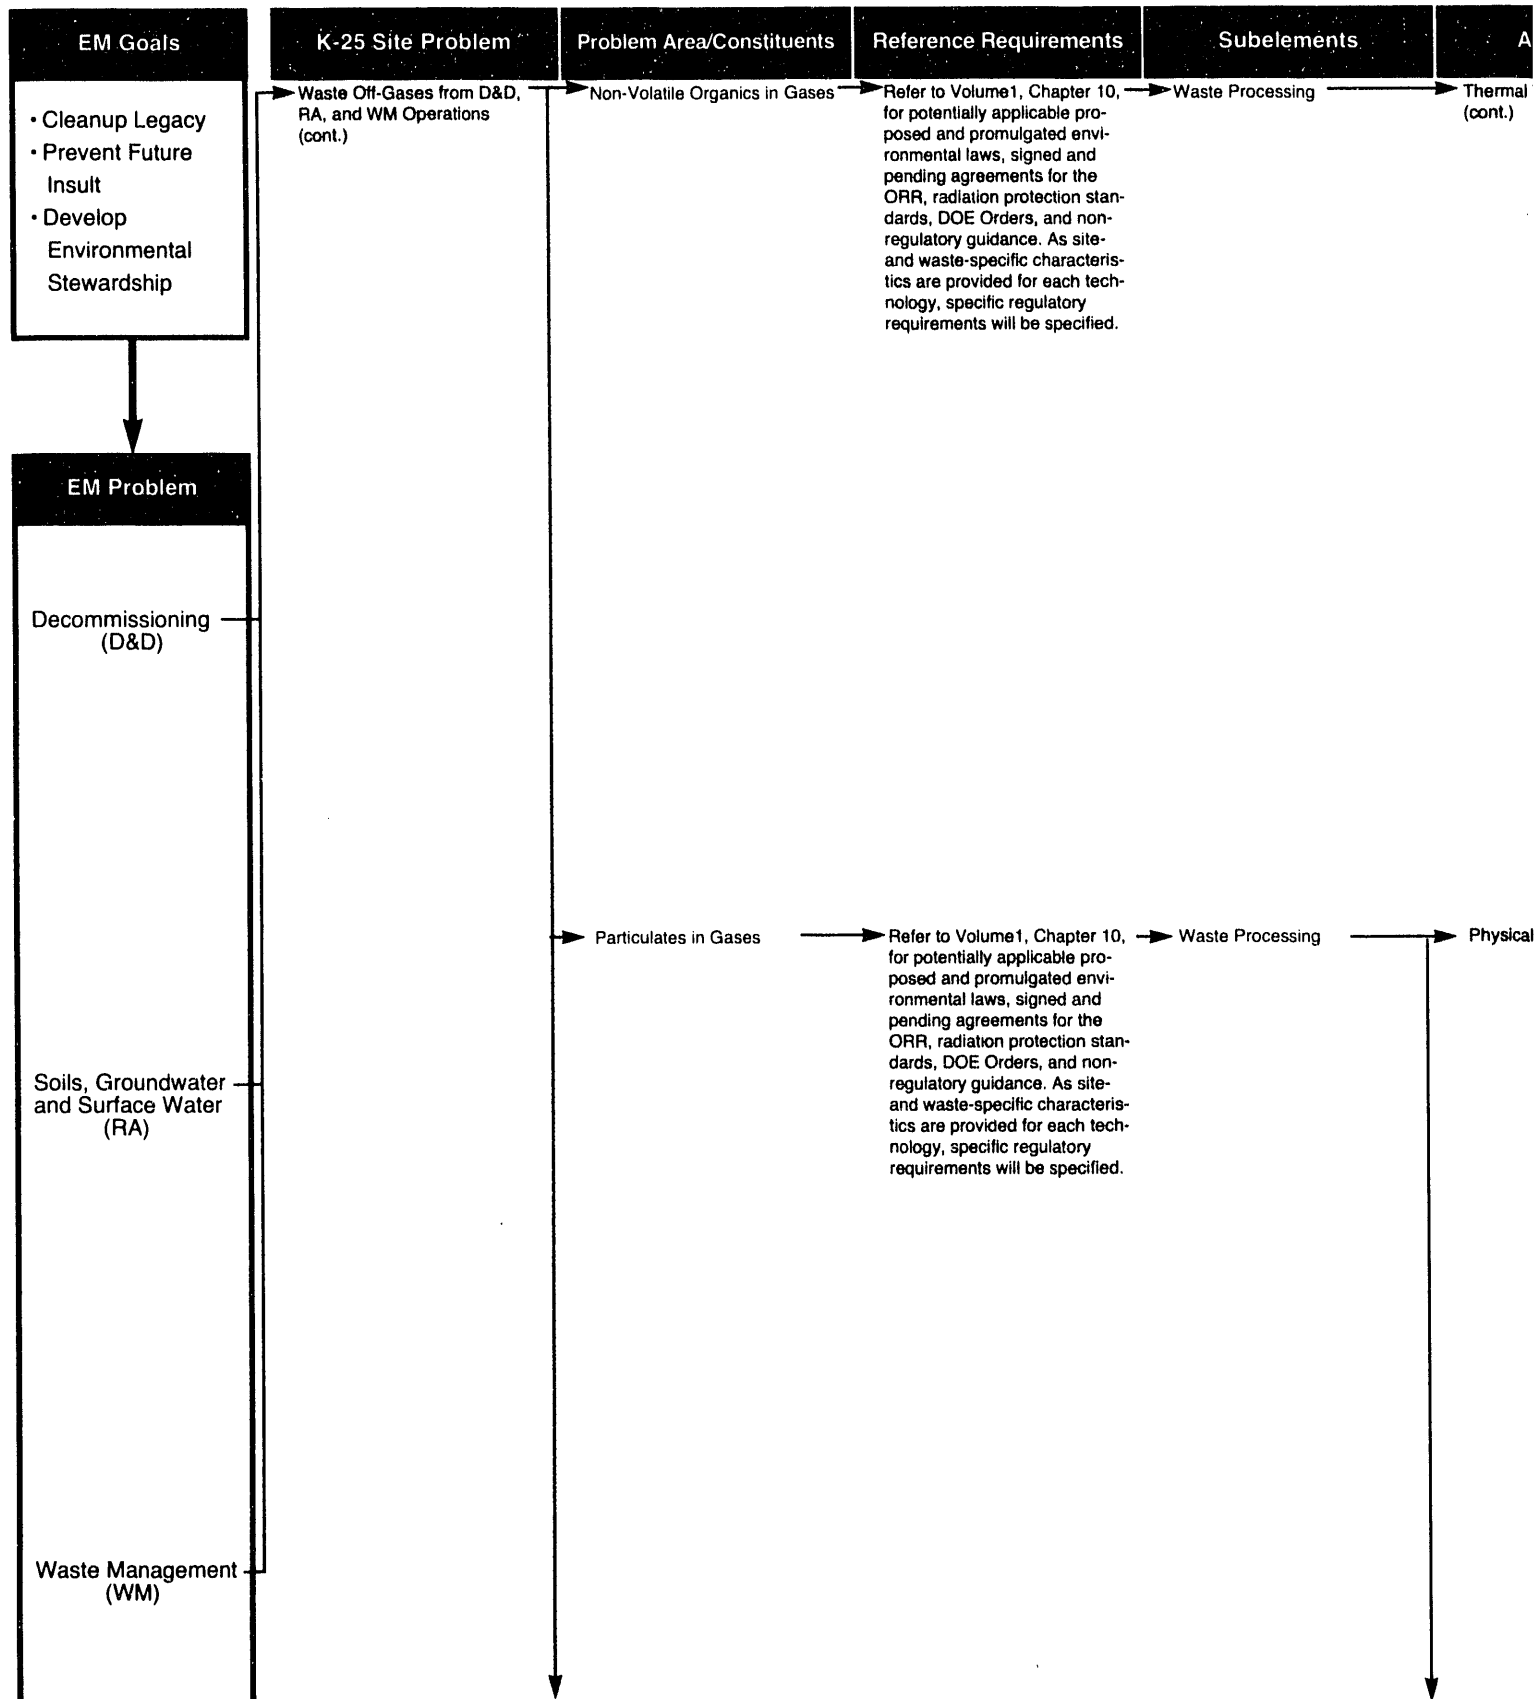 EM Goals
K-25 Site Problem
Problem Area/Constituents
Reference Requirements
Subelements
A
• Cleanup Legacy
• Prevent Future
Insult
• Develop
Environmental
Stewardship
Waste Off-Gases from D&D,
RA, and WM Operations
(cont.)
Non-Volatile Organics in Gases
Refer to Volume1, Chapter 10,
for potentially applicable pro-
posed and promulgated envi-
ronmental laws, signed and
pending agreements for the
ORR, radiation protection stan-
dards, DOE Orders, and non-
regulatory guidance. As site-
and waste-specific characteris-
tics are provided for each tech-
nology, specific regulatory
requirements will be specified.
Waste Processing
Thermal
(cont.)
EM Problem
Decommissioning
(D&D)
Soils, Groundwater
and Surface Water
(RA)
Waste Management
(WM)
Particulates in Gases
Refer to Volume1, Chapter 10,
for potentially applicable pro-
posed and promulgated envi-
ronmental laws, signed and
pending agreements for the
ORR, radiation protection stan-
dards, DOE Orders, and non-
regulatory guidance. As site-
and waste-specific characteris-
tics are provided for each tech-
nology, specific regulatory
requirements will be specified.
Waste Processing
Physical